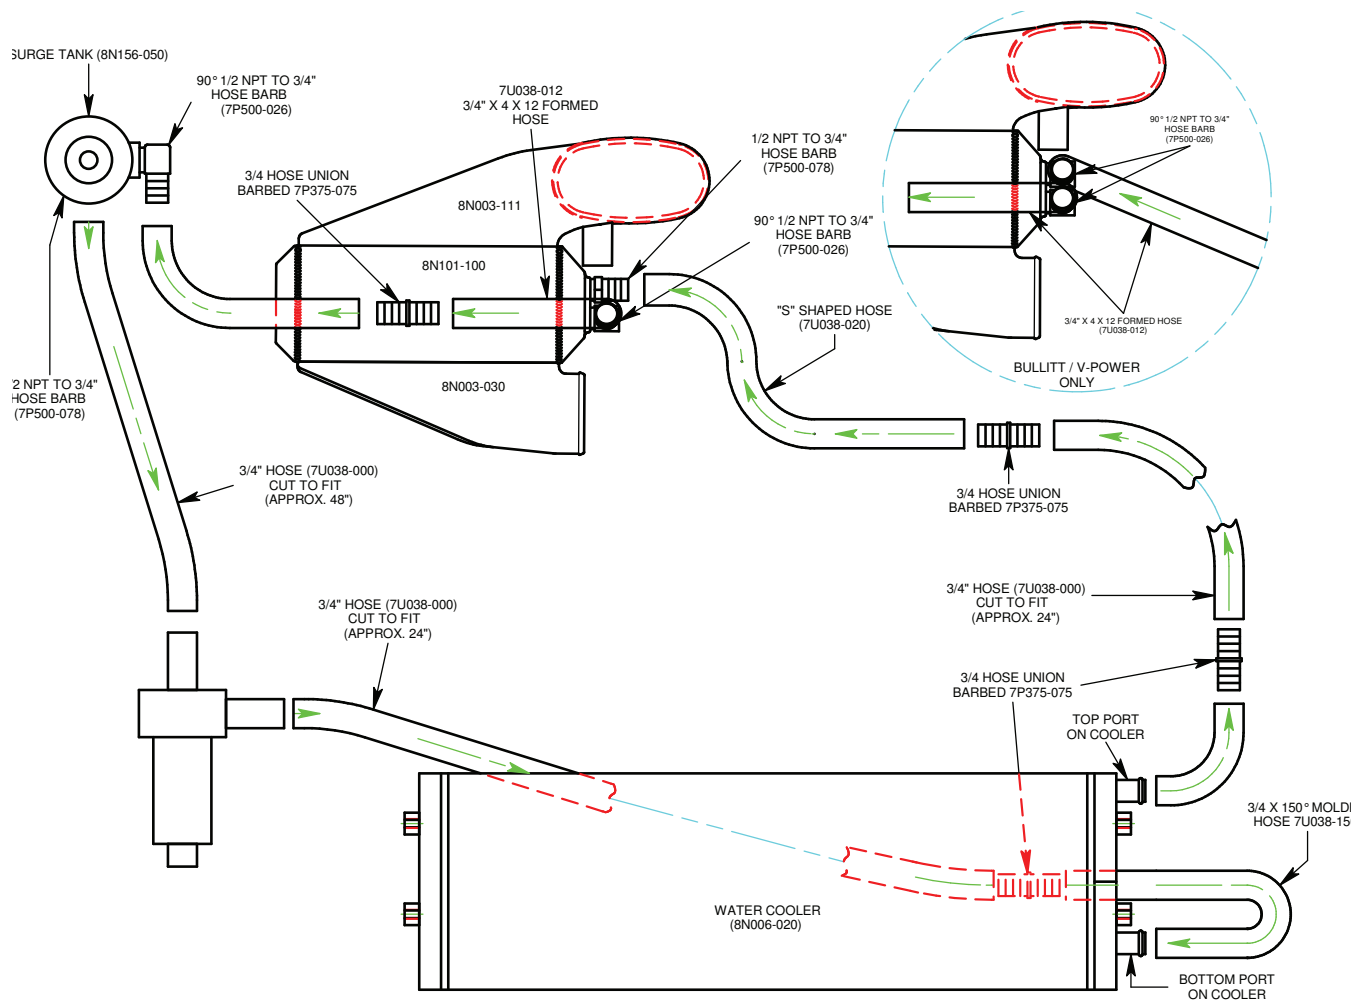 SURGE TANK (8N156-050)
90° 1/2 NPT TO 3/4"
HOSE BARB
(7P500-026)
7U038-012
3/4" X 4 X 12 FORMED
HOSE
1/2 NPT TO 3/4"
HOSE BARB
(7P500-078)
90° 1/2 NPT TO 3/4"
HOSE BARB
(7P500-026)
3/4 HOSE UNION
BARBED 7P375-075
8N003-111
90° 1/2 NPT TO 3/4"
HOSE BARB
(7P500-026)
8N101-100
"S" SHAPED HOSE
(7U038-020)
3/4" X 4 X 12 FORMED HOSE
(7U038-012)
BULLITT / V-POWER
ONLY
8N003-030
/2 NPT TO 3/4"
HOSE BARB
(7P500-078)
3/4" HOSE (7U038-000)
CUT TO FIT
(APPROX. 48")
3/4 HOSE UNION
BARBED 7P375-075
3/4" HOSE (7U038-000)
CUT TO FIT
(APPROX. 24")
3/4" HOSE (7U038-000)
CUT TO FIT
(APPROX. 24")
3/4 HOSE UNION
BARBED 7P375-075
TOP PORT
ON COOLER
3/4 X 150° MOLD
HOSE 7U038-15
WATER COOLER
(8N006-020)
BOTTOM PORT
ON COOLER